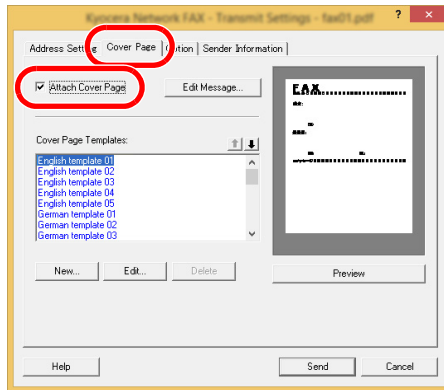 Kyocera Network FAX - Transmit Settings - fax01.pdf ?
Address Setting Cover Page Option Sender Information
Attach Cover Page Edit Message...
FAX
Cover Page Templates:
English template 01
English template 02
English template 03
English template 04
English template 05
German template 01
German template 02
German template 03
New... Edit... Delete Preview
Help Send Cancel